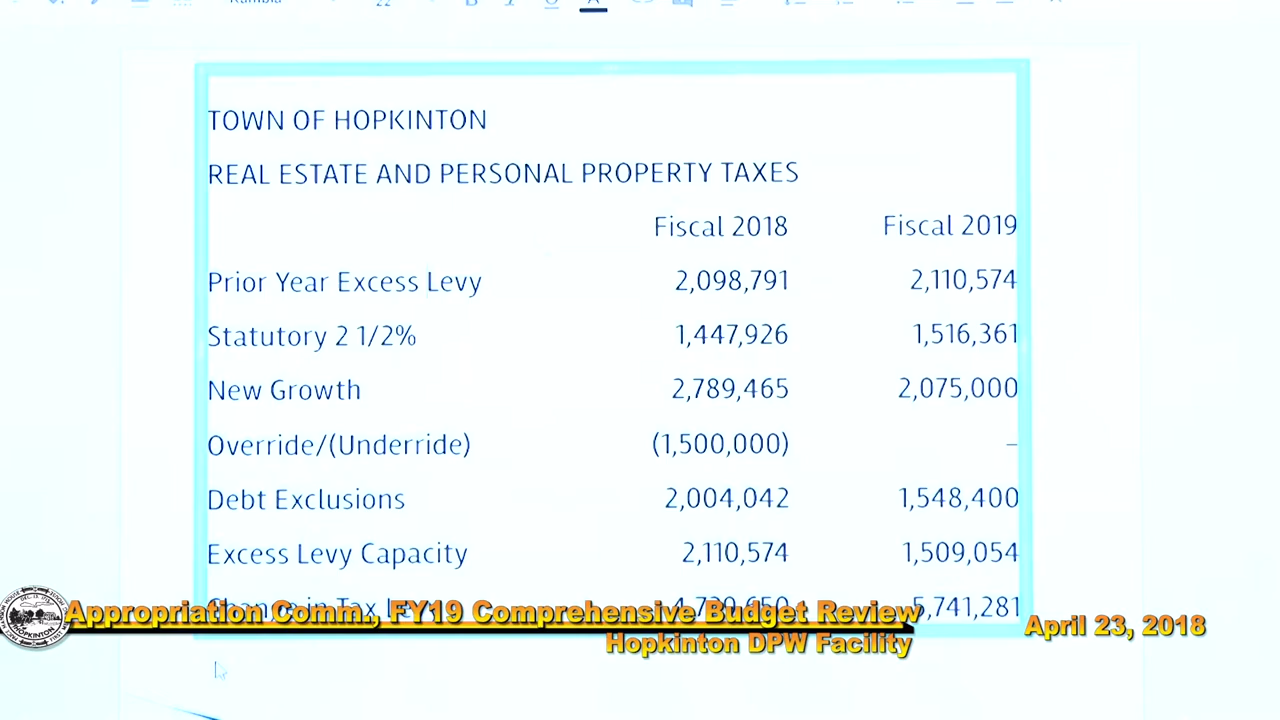 TOWN OF HOPKINTON
REAL ESTATE AND PERSONAL PROPERTY TAXES
Fiscal 2018 Fiscal 2019
Prior Year Excess Levy 2,098,791 2,110,574
Statutory 2 1/2% 1,447,926 1,516,361
New Growth 2,789,465 2,075,000
Override/(Underride) (1,500,000) –
Debt Exclusions 2,004,042 1,548,400
Excess Levy Capacity 2,110,574 1,509,054
in Tax 5,741,281
Appropriation Comm., FY19 Comprehensive Budget Review
Hopkinton DPW Facility
April 23, 2018
HOPKINTON